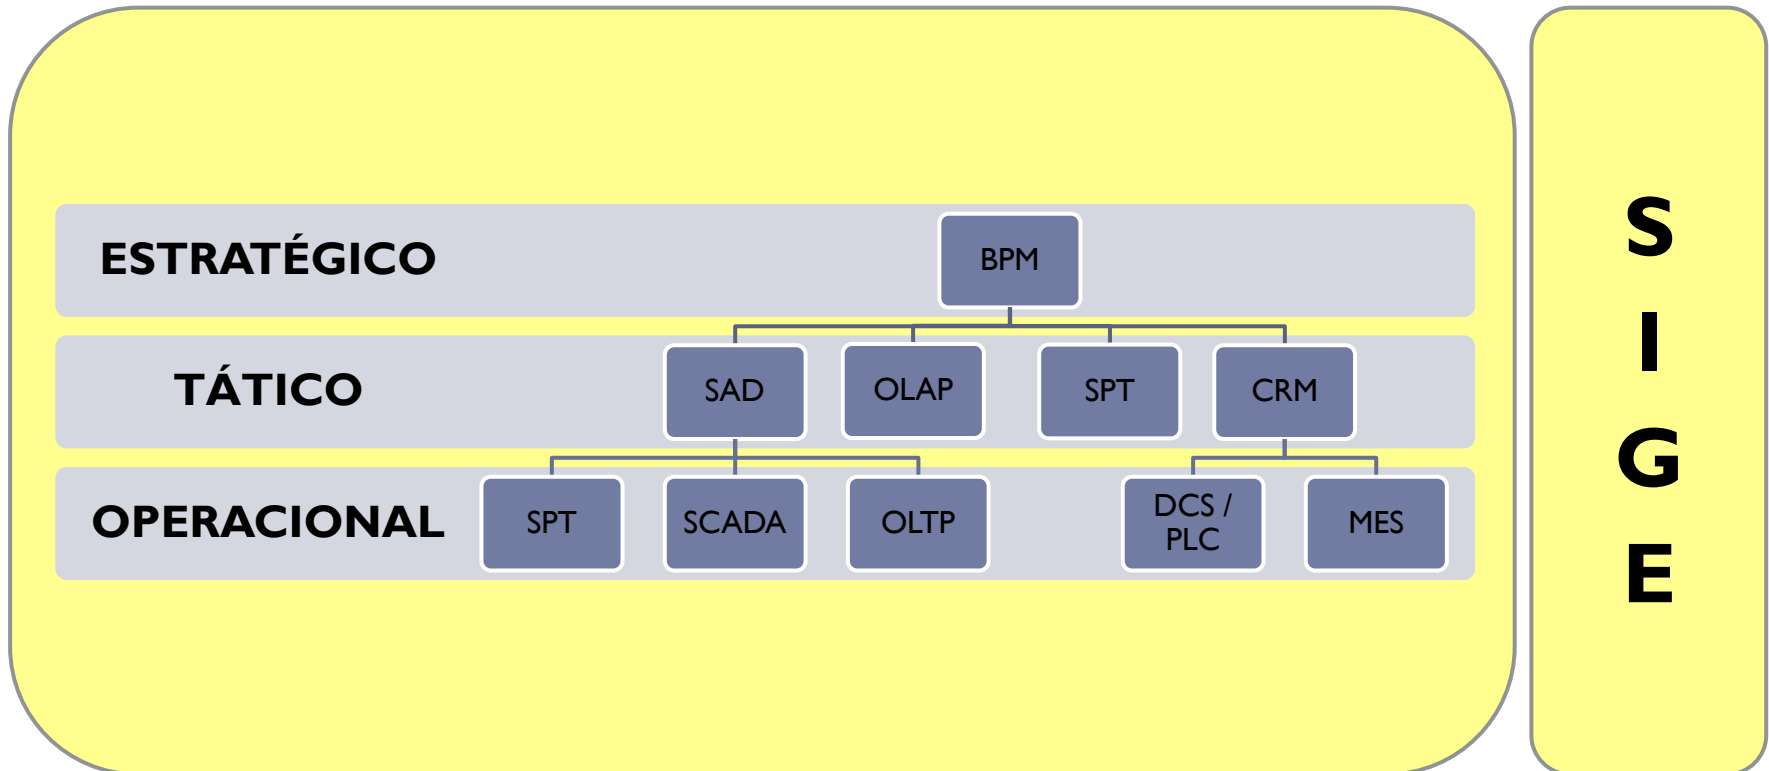 ESTRATÉGICO
BPM
TÁTICO
SAD
OLAP
SPT
CRM
OPERACIONAL
SPT
SCADA
OLTP
DCS /
PLC
MES
S
I
G
E